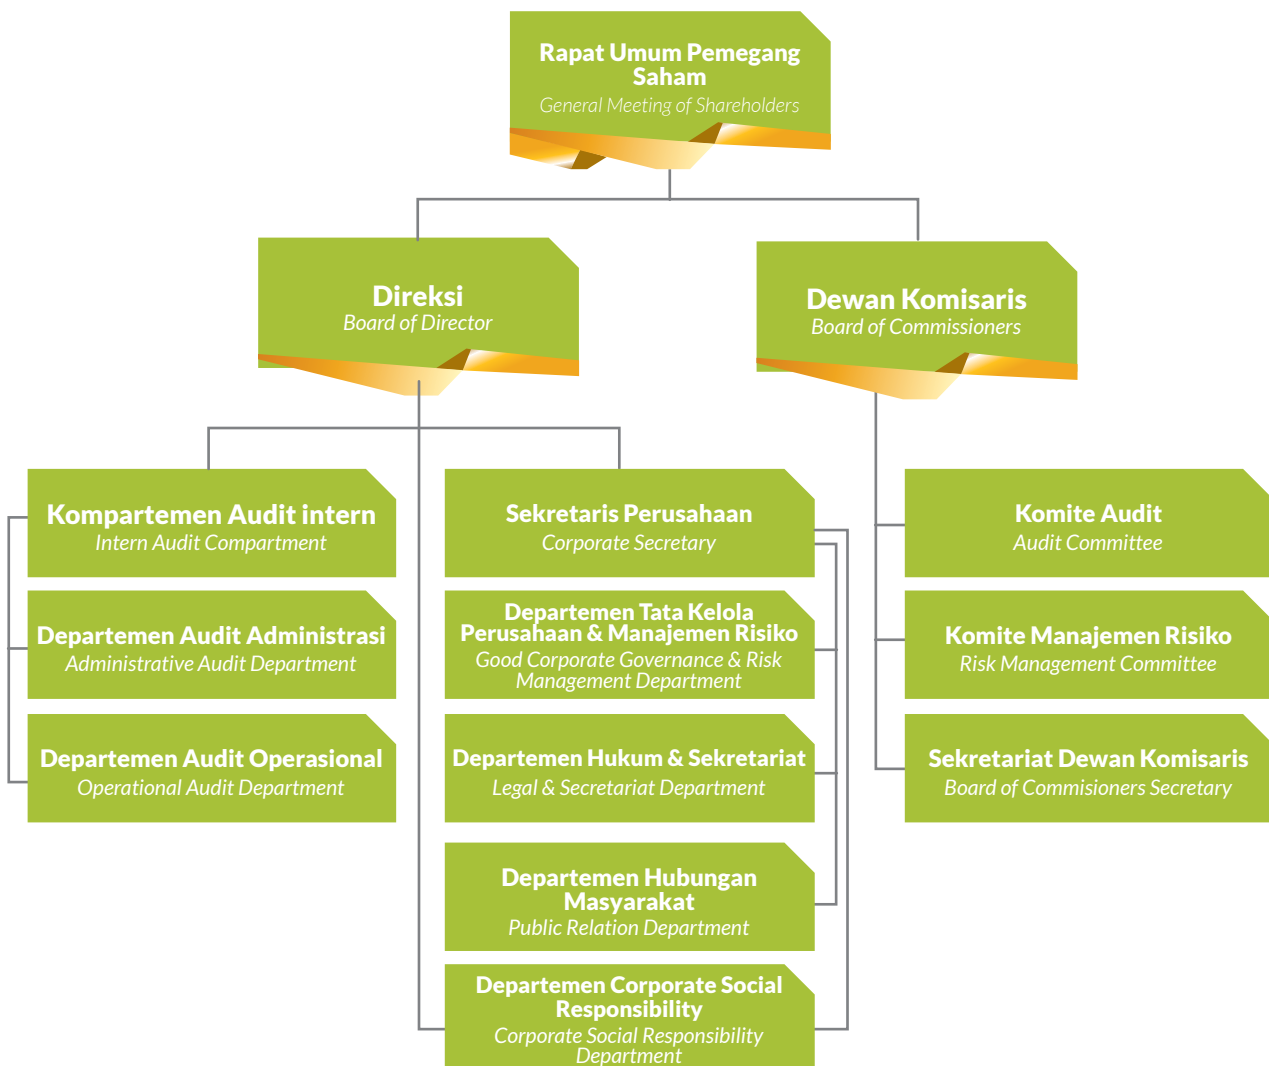 Rapat Umum Pemegang
Saham
General Meeting of Shareholders
Direksi
Board of Director
Dewan Komisaris
Board of Commissioners
Kompartemen Audit intern
Intern Audit Compartment
Departemen Audit Administrasi
Administrative Audit Department
Departemen Audit Operasional
Operational Audit Department
Sekretaris Perusahaan
Corporate Secretary
Departemen Tata Kelola
Perusahaan & Manajemen Risiko
Good Corporate Governance & Risk
Management Department
Departemen Hukum & Sekretariat
Legal & Secretariat Department
Departemen Hubungan
Masyarakat
Public Relation Department
Departemen Corporate Social
Responsibility
Corporate Social Responsibility
Department
Komite Audit
Audit Committee
Komite Manajemen Risiko
Risk Management Committee
Sekretariat Dewan Komisaris
Board of Commisioners Secretary